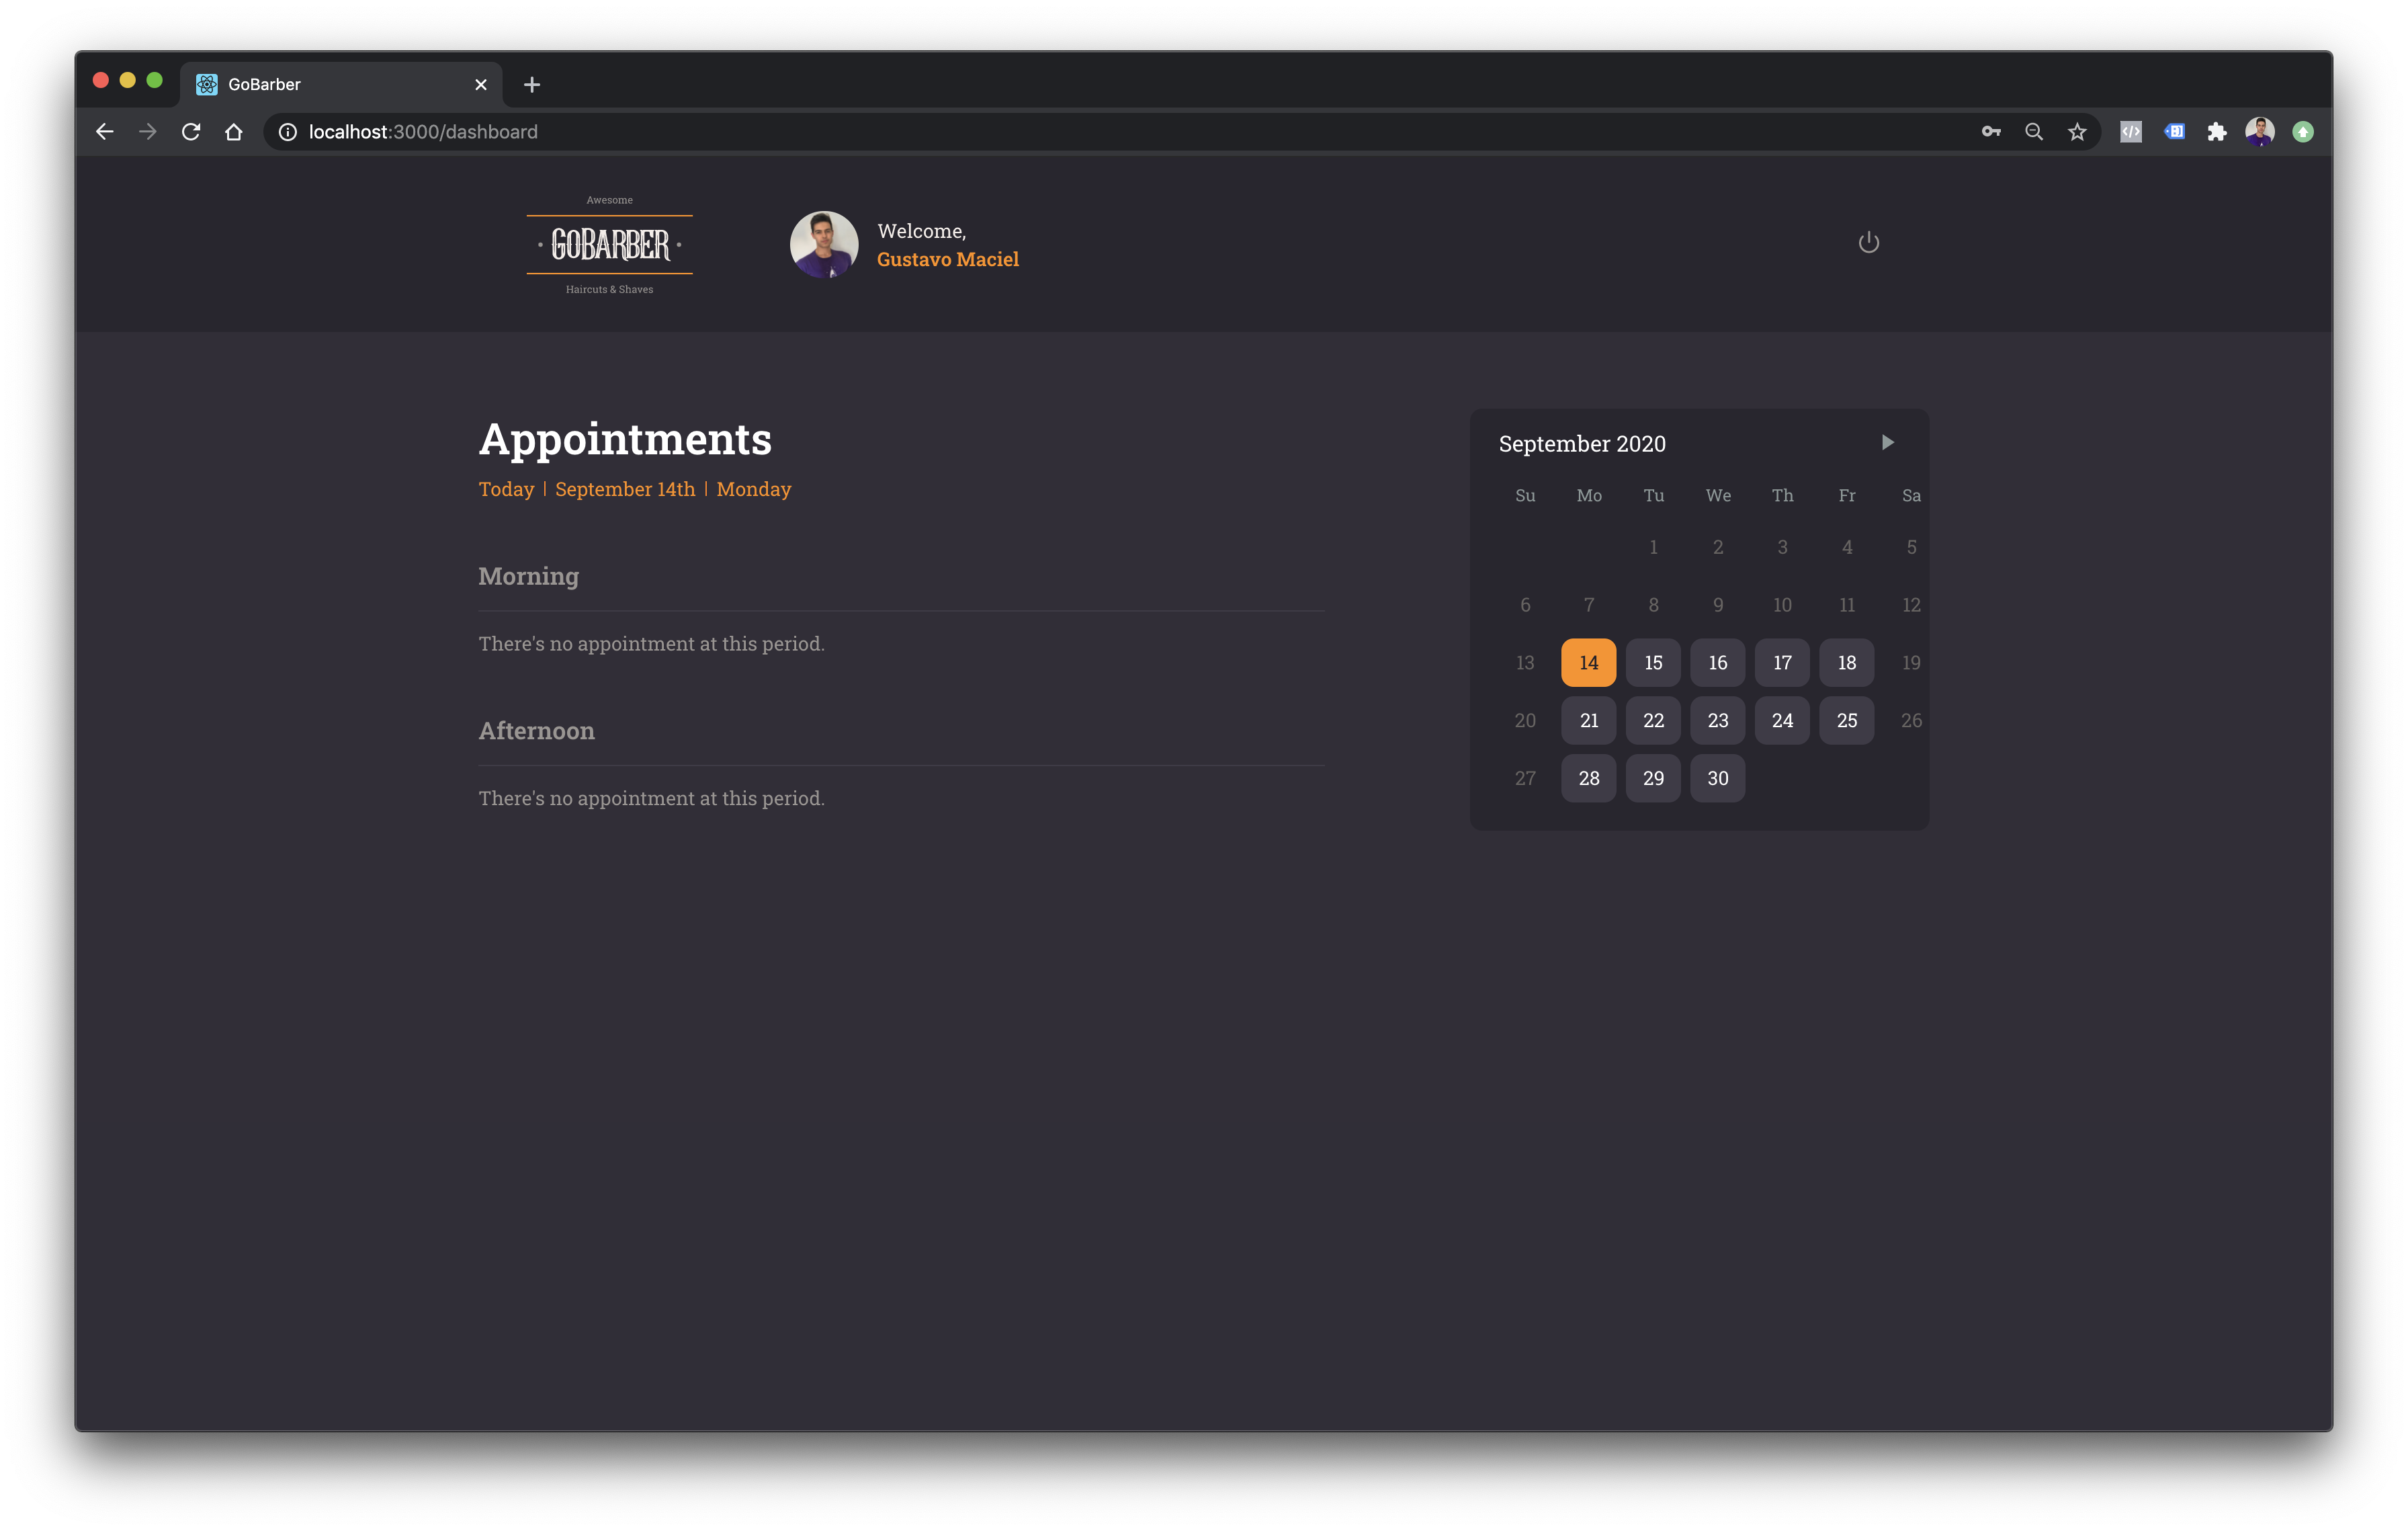 GoBarber
localhost:3000/dashboard
Awesome
GOBARBER
Haircuts & Shaves
Welcome,
Gustavo Maciel
Appointments
Today | September 14th | Monday
Morning
There's no appointment at this period.
Afternoon
There's no appointment at this period.
September 2020
Su Mo Tu We Th Fr Sa
1 2 3 4 5
6 7 8 9 10 11 12
13 14 15 16 17 18 19
20 21 22 23 24 25 26
27 28 29 30